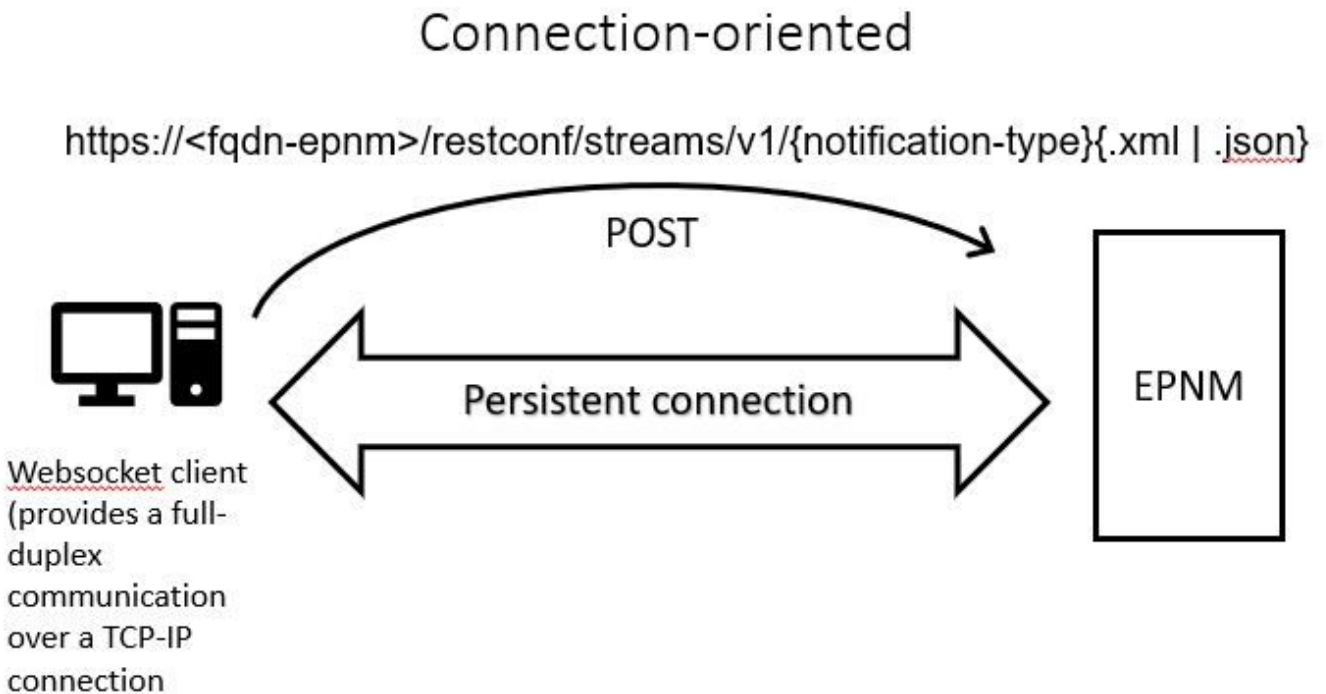 Connection-oriented
https://<fqdn-epnm>/restconf/streams/v1/{notification-type}{.xml | .json}
POST
Persistent connection
EPNM
Websocket client
(provides a full-
duplex
communication
over a TCP-IP
connection